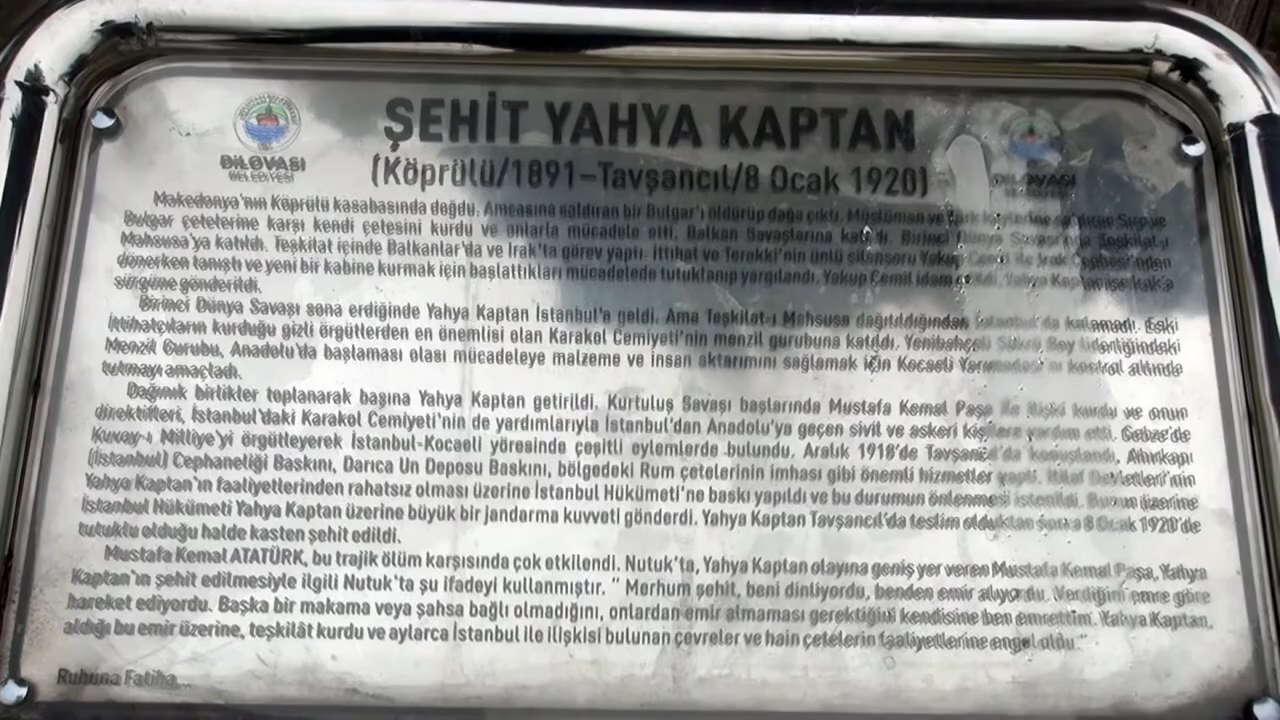 ŞEHİT YAHYA KAPTAN
(Köprülü/1891–Tavşancıl/8 Ocak 1920)
DİLOVASI
BELEDİYESİ
DİLOVASI
Makedonya'nın Köprülü kasabasında doğdu. Amcasına saldıran bir Bulgar'ı öldürüp dağa çıktı. Müslüman ve Türk Sırp ve
Bulgar çetelerine karşı kendi çetesini kurdu ve onlarla mücadele etti. Balkan Savaşlarına katıldı. Birinci Dünya Savaşı'nda Teşkilat-ı
Mahsusa'ya katıldı. Teşkilat içinde Balkanlar'da ve Irak'ta görev yaptı. İttihat ve Terakki'nin ünlü silahşoru Yakup Cemil ile Irak Cephesi'nden
dönerken tanıştı ve yeni bir kabine kurmak için başlattıkları mücadelede tutuklanıp yargılandı. Yakup Cemil idam edildi, Yahya Kaptan ise
sürgüne gönderildi.
Birinci Dünya Savaşı sona erdiğinde Yahya Kaptan İstanbul'a geldi. Ama Teşkilat-ı Mahsusa dağıtıldığından İstanbul'da kalamadı. Eski
İttihatçıların kurduğu gizli örgütlerden en önemlisi olan Karakol Cemiyeti'nin menzil gurubuna katıldı. Yenibahçeli Şükrü Bey liderliğindeki
Menzil Gurubu, Anadolu'da başlaması olası mücadeleye malzeme ve insan aktarımını sağlamak için Kocaeli Yarımadası'nı kontrol altında
tutmayı amaçladı.
Dağınık birlikler toplanarak başına Yahya Kaptan getirildi. Kurtuluş Savaşı başlarında Mustafa Kemal Paşa ile ilişki kurdu ve onun
direktifleri, İstanbul'daki Karakol Cemiyeti'nin de yardımlarıyla İstanbul'dan Anadolu'ya geçen sivil ve askeri kişilere yardım etti. Gebze'de
Kuvay-ı Milliye'yi örgütleyerek İstanbul-Kocaeli yöresinde çeşitli eylemlerde bulundu. Aralık 1918'de Tavşancıl'da konuşlandı. Ahırkapı
(İstanbul) Cephaneliği Baskını, Darıca Un Deposu Baskını, bölgedeki Rum çetelerinin imhası gibi önemli hizmetler yaptı. İtilaf Devletleri'nin
Yahya Kaptan'ın faaliyetlerinden rahatsız olması üzerine İstanbul Hükümeti'ne baskı yapıldı ve bu durumun önlenmesi istenildi. Bunun üzerine
İstanbul Hükümeti Yahya Kaptan üzerine büyük bir jandarma kuvveti gönderdi. Yahya Kaptan Tavşancıl'da teslim olduktan sonra 8 Ocak 1920'de
tutuklu olduğu halde kasten şehit edildi.
Mustafa Kemal ATATÜRK, bu trajik ölüm karşısında çok etkilendi. Nutuk'ta, Yahya Kaptan olayına geniş yer veren Mustafa Kemal Paşa, Yahya
Kaptan'ın şehit edilmesiyle ilgili Nutuk'ta şu ifadeyi kullanmıştır. " Merhum şehit, beni dinliyordu, benden emir alıyordu. Verdiğim emre göre
hareket ediyordu. Başka bir makama veya şahsa bağlı olmadığını, onlardan emir almaması gerektiğini kendisine ben emrettim. Yahya Kaptan,
aldığı bu emir üzerine, teşkilât kurdu ve aylarca İstanbul ile ilişkisi bulunan çevreler ve hain çetelerin faaliyetlerine engel oldu."
Ruhuna Fatiha...